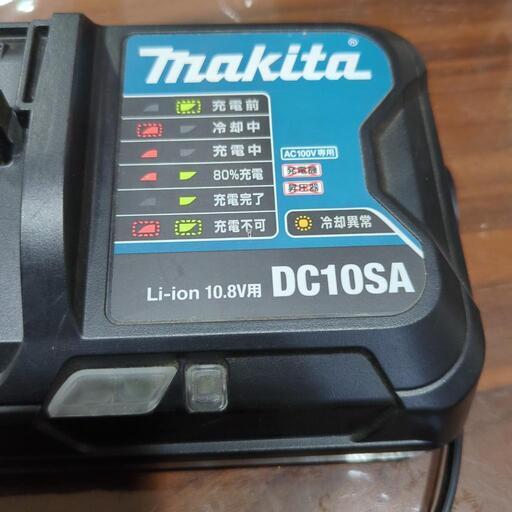 makita®
充電前
冷却中
充電中
80%充電
充電完了
充電不可
AC100V専用
発電機
昇圧器
冷却異常
Li-ion 10.8V用 DC10SA